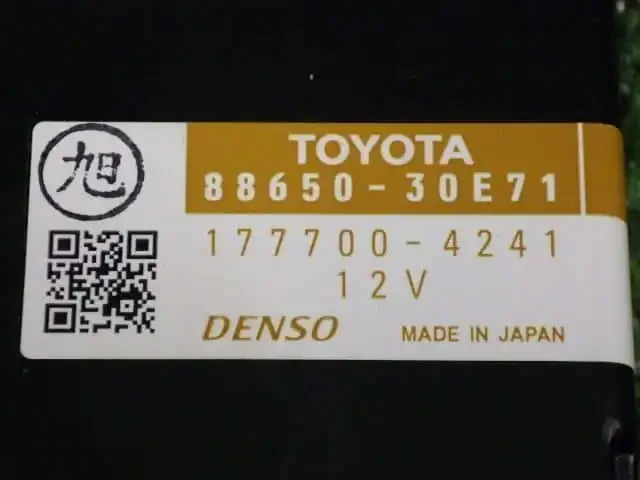 旭
TOYOTA
88650-30E71
177700-4241
12V
DENSO
MADE IN JAPAN